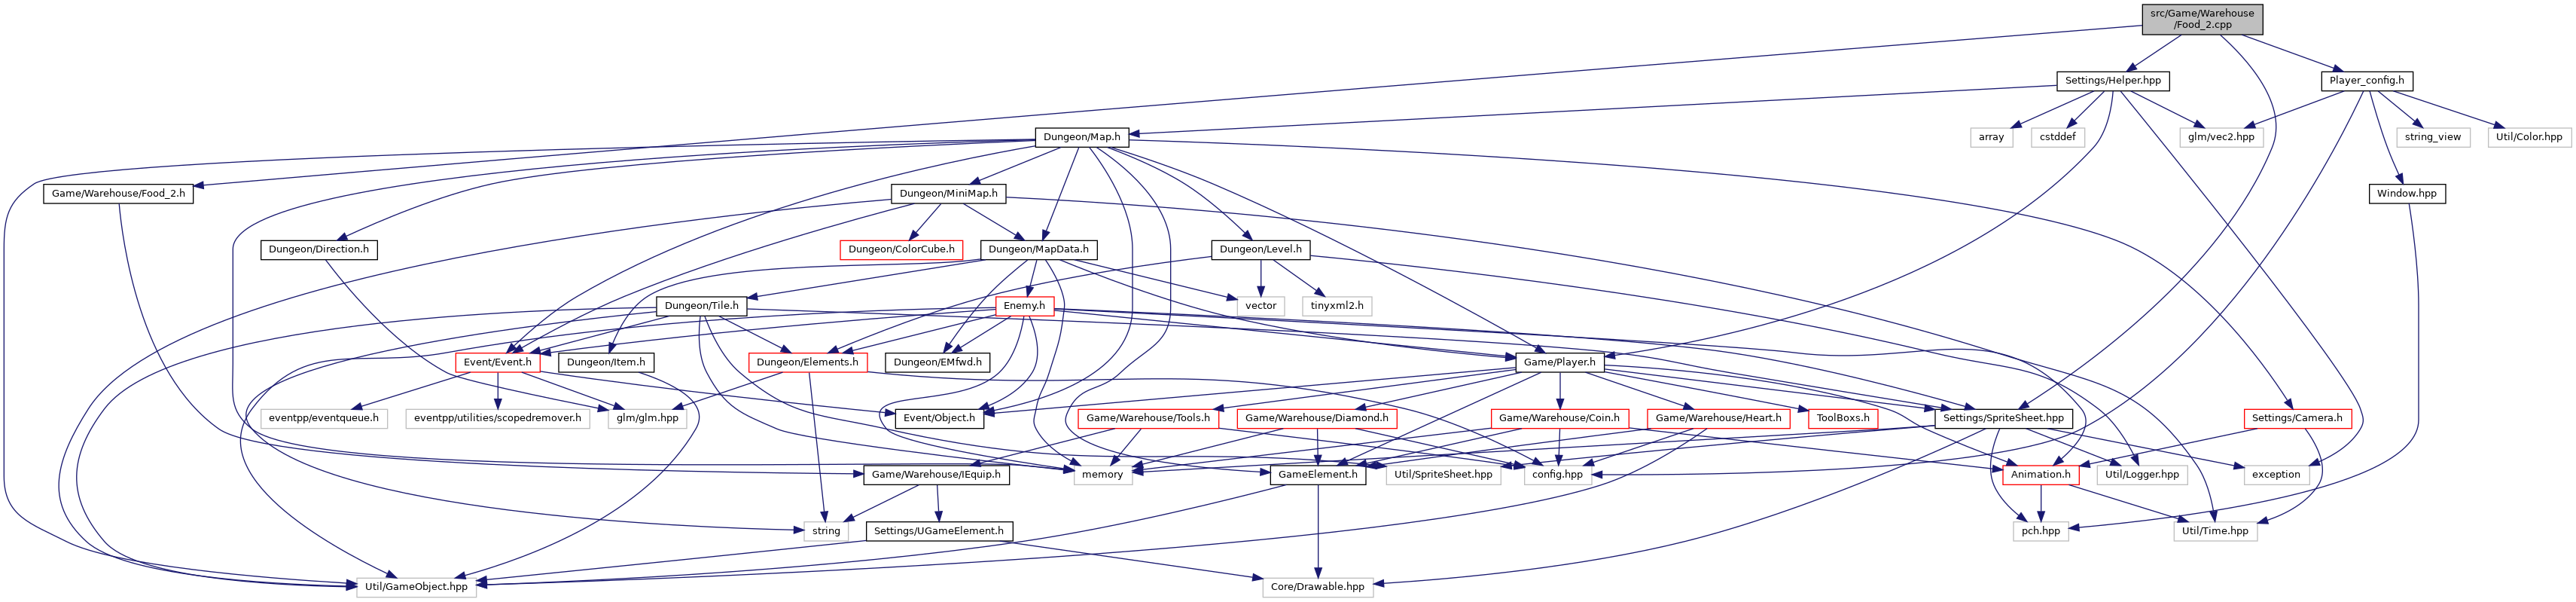 src/Game/Warehouse
/Food_2.cpp
Settings/Helper.hpp
Player_config.h
Dungeon/Map.h
array
cstddef
glm/vec2.hpp
string_view
Util/Color.hpp
Game/Warehouse/Food_2.h
Dungeon/MiniMap.h
Window.hpp
Dungeon/Direction.h
Dungeon/ColorCube.h
Dungeon/MapData.h
Dungeon/Level.h
Dungeon/Tile.h
Enemy.h
vector
tinyxml2.h
Event/Event.h
Dungeon/Item.h
Dungeon/Elements.h
Dungeon/EMfwd.h
Game/Player.h
eventpp/eventqueue.h
eventpp/utilities/scopedremover.h
glm/glm.hpp
Event/Object.h
Game/Warehouse/Tools.h
Game/Warehouse/Diamond.h
Game/Warehouse/Coin.h
Game/Warehouse/Heart.h
ToolBoxs.h
Settings/SpriteSheet.hpp
Settings/Camera.h
Game/Warehouse/IEquip.h
memory
GameElement.h
Util/SpriteSheet.hpp
config.hpp
Animation.h
Util/Logger.hpp
exception
string
Settings/UGameElement.h
pch.hpp
Util/Time.hpp
Util/GameObject.hpp
Core/Drawable.hpp